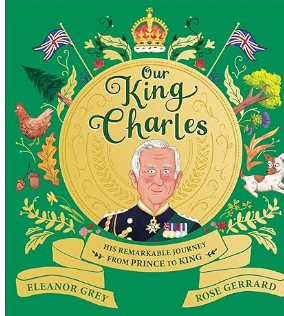 Our
King
Charles
HIS REMARKABLE JOURNEY
FROM PRINCE TO KING
ELEANOR GREY
ROSE GERRARD